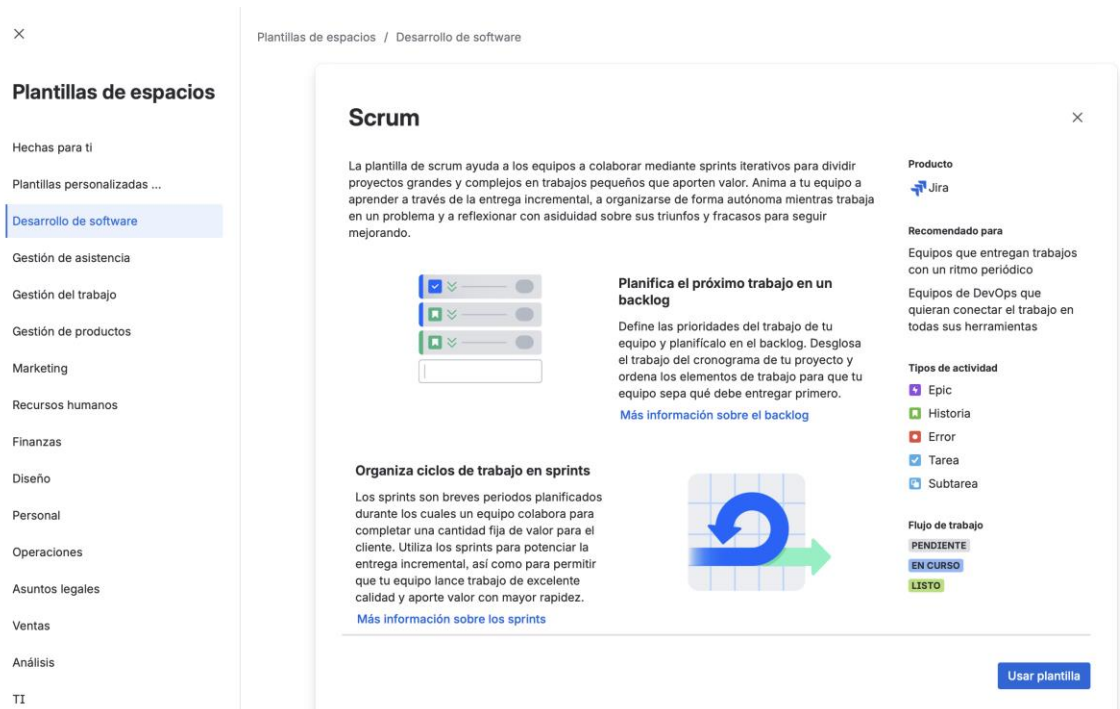 Plantillas de espacios
Hechas para ti
Plantillas personalizadas ...
Desarrollo de software
Gestión de asistencia
Gestión del trabajo
Gestión de productos
Marketing
Recursos humanos
Finanzas
Diseño
Personal
Operaciones
Asuntos legales
Ventas
Análisis
TI
Plantillas de espacios / Desarrollo de software
Scrum
La plantilla de scrum ayuda a los equipos a colaborar mediante sprints iterativos para dividir
proyectos grandes y complejos en trabajos pequeños que aporten valor. Anima a tu equipo a
aprender a través de la entrega incremental, a organizarse de forma autónoma mientras trabaja
en un problema y a reflexionar con asiduidad sobre sus triunfos y fracasos para seguir
mejorando.
Planifica el próximo trabajo en un
backlog
Define las prioridades del trabajo de tu
equipo y planifícalo en el backlog. Desglosa
el trabajo del cronograma de tu proyecto y
ordena los elementos de trabajo para que tu
equipo sepa qué debe entregar primero.
Más información sobre el backlog
Organiza ciclos de trabajo en sprints
Los sprints son breves periodos planificados
durante los cuales un equipo colabora para
completar una cantidad fija de valor para el
cliente. Utiliza los sprints para potenciar la
entrega incremental, así como para permitir
que tu equipo lance trabajo de excelente
calidad y aporte valor con mayor rapidez.
Más información sobre los sprints
Producto
Jira
Recomendado para
Equipos que entregan trabajos
con un ritmo periódico
Equipos de DevOps que
quieran conectar el trabajo en
todas sus herramientas
Tipos de actividad
Epic
Historia
Error
Tarea
Subtarea
Flujo de trabajo
PENDIENTE
EN CURSO
LISTO
Usar plantilla